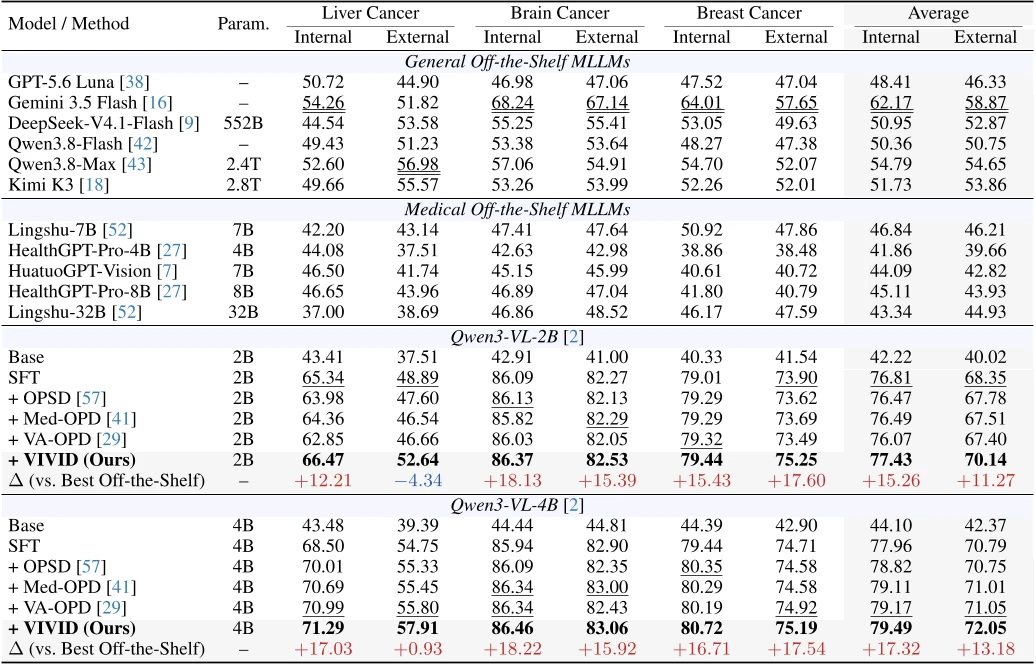 Model / Method Param. Liver Cancer Brain Cancer Breast Cancer Average
Internal External Internal External Internal External Internal External
General Off-the-Shelf MLLMs
GPT-5.6 Luna [38] – 50.72 44.90 46.98 47.06 47.52 47.04 48.41 46.33
Gemini 3.5 Flash [16] – 54.26 51.82 68.24 67.14 64.01 57.65 62.17 58.87
DeepSeek-V4.1-Flash [9] 552B 44.54 53.58 55.25 55.41 53.05 49.63 50.95 52.87
Qwen3.8-Flash [42] – 49.43 51.23 53.38 53.64 48.27 47.38 50.36 50.75
Qwen3.8-Max [43] 2.4T 52.60 56.98 57.06 54.91 54.70 52.07 54.79 54.65
Kimi K3 [18] 2.8T 49.66 55.57 53.26 53.99 52.26 52.01 51.73 53.86
Medical Off-the-Shelf MLLMs
Lingshu-7B [52] 7B 42.20 43.14 47.41 47.64 50.92 47.86 46.84 46.21
HealthGPT-Pro-4B [27] 4B 44.08 37.51 42.63 42.98 38.86 38.48 41.86 39.66
HuatuoGPT-Vision [7] 7B 46.50 41.74 45.15 45.99 40.61 40.72 44.09 42.82
HealthGPT-Pro-8B [27] 8B 46.65 43.96 46.89 47.04 41.80 40.79 45.11 43.93
Lingshu-32B [52] 32B 37.00 38.69 46.86 48.52 46.17 47.59 43.34 44.93
Qwen3-VL-2B [2]
Base 2B 43.41 37.51 42.91 41.00 40.33 41.54 42.22 40.02
SFT 2B 65.34 48.89 86.09 82.27 79.01 73.90 76.81 68.35
+ OPSD [57] 2B 63.98 47.60 86.13 82.13 79.29 73.62 76.47 67.78
+ Med-OPD [41] 2B 64.36 46.54 85.82 82.29 79.29 73.69 76.49 67.51
+ VA-OPD [29] 2B 62.85 46.66 86.03 82.05 79.32 73.49 76.07 67.40
+ VIVID (Ours) 2B 66.47 52.64 86.37 82.53 79.44 75.25 77.43 70.14
Δ (vs. Best Off-the-Shelf) – +12.21 −4.34 +18.13 +15.39 +15.43 +17.60 +15.26 +11.27
Qwen3-VL-4B [2]
Base 4B 43.48 39.39 44.44 44.81 44.39 42.90 44.10 42.37
SFT 4B 68.50 54.75 85.94 82.90 79.44 74.71 77.96 70.79
+ OPSD [57] 4B 70.01 55.33 86.09 82.35 80.35 74.58 78.82 70.75
+ Med-OPD [41] 4B 70.69 55.45 86.34 83.00 80.29 74.58 79.11 71.01
+ VA-OPD [29] 4B 70.99 55.80 86.34 82.43 80.19 74.92 79.17 71.05
+ VIVID (Ours) 4B 71.29 57.91 86.46 83.06 80.72 75.19 79.49 72.05
Δ (vs. Best Off-the-Shelf) – +17.03 +0.93 +18.22 +15.92 +16.71 +17.54 +17.32 +13.18